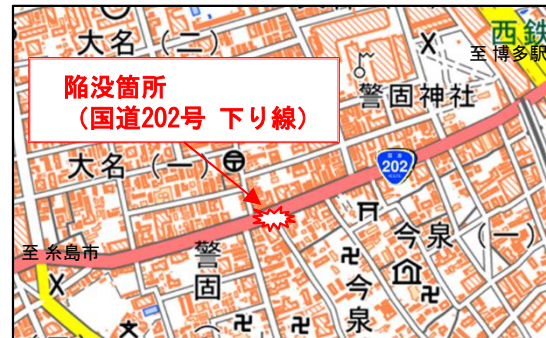 西鉄
至 博多駅
大名（二）
陥没箇所
（国道202号 下り線）
警固神社
大名（一）
国道
202
今泉（一）
至 糸島市
警固
今泉